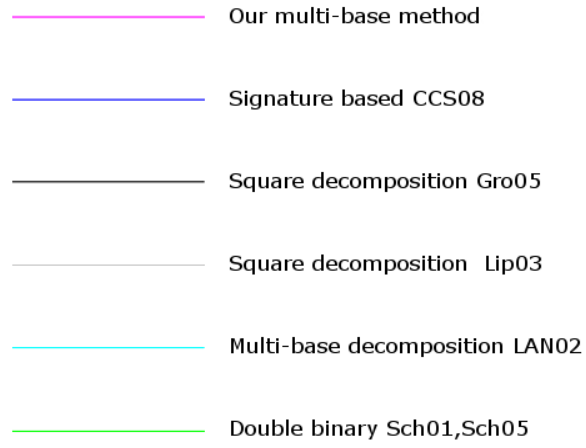 Our multi-base method
Signature based CCS08
Square decomposition Gro05
Square decomposition Lip03
Multi-base decomposition LAN02
Double binary Sch01,Sch05